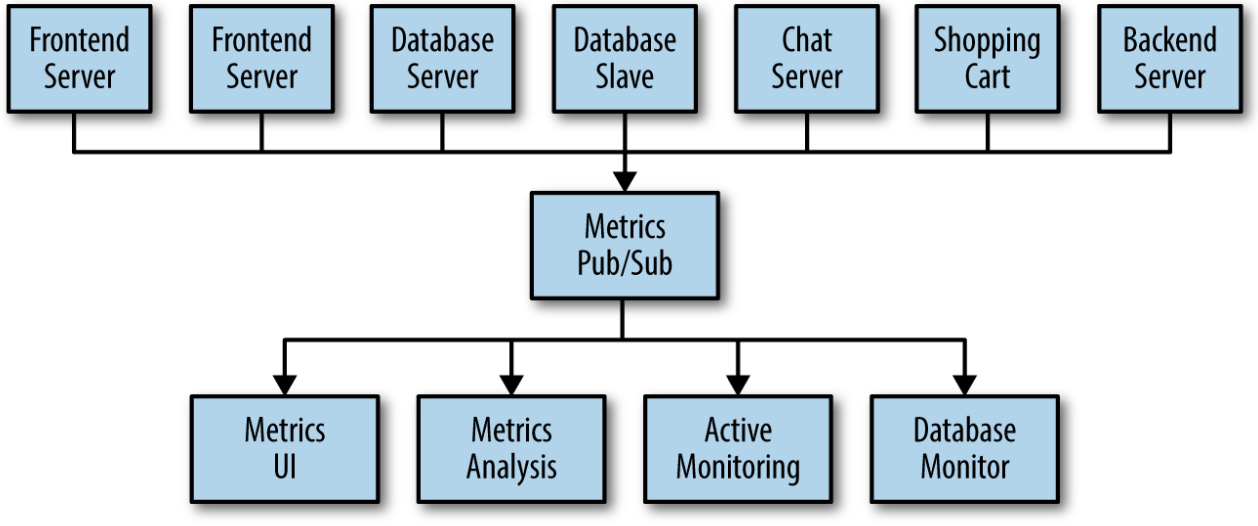 Frontend
Server
Frontend
Server
Database
Server
Database
Slave
Chat
Server
Shopping
Cart
Backend
Server
Metrics
Pub/Sub
Metrics
UI
Metrics
Analysis
Active
Monitoring
Database
Monitor